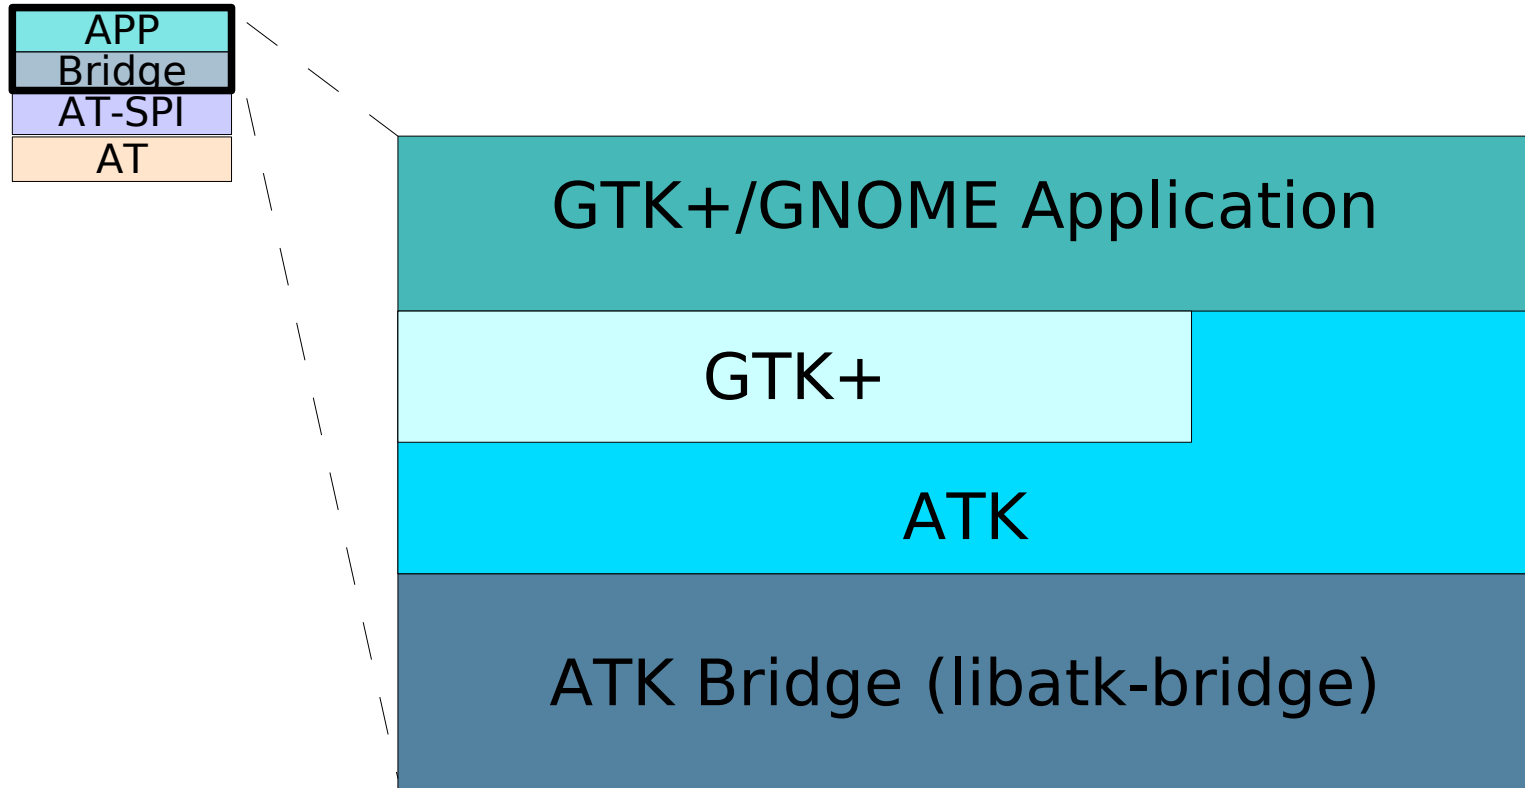 APP
Bridge
AT-SPI
AT
GTK+/GNOME Application
GTK+
ATK
ATK Bridge (libatk-bridge)